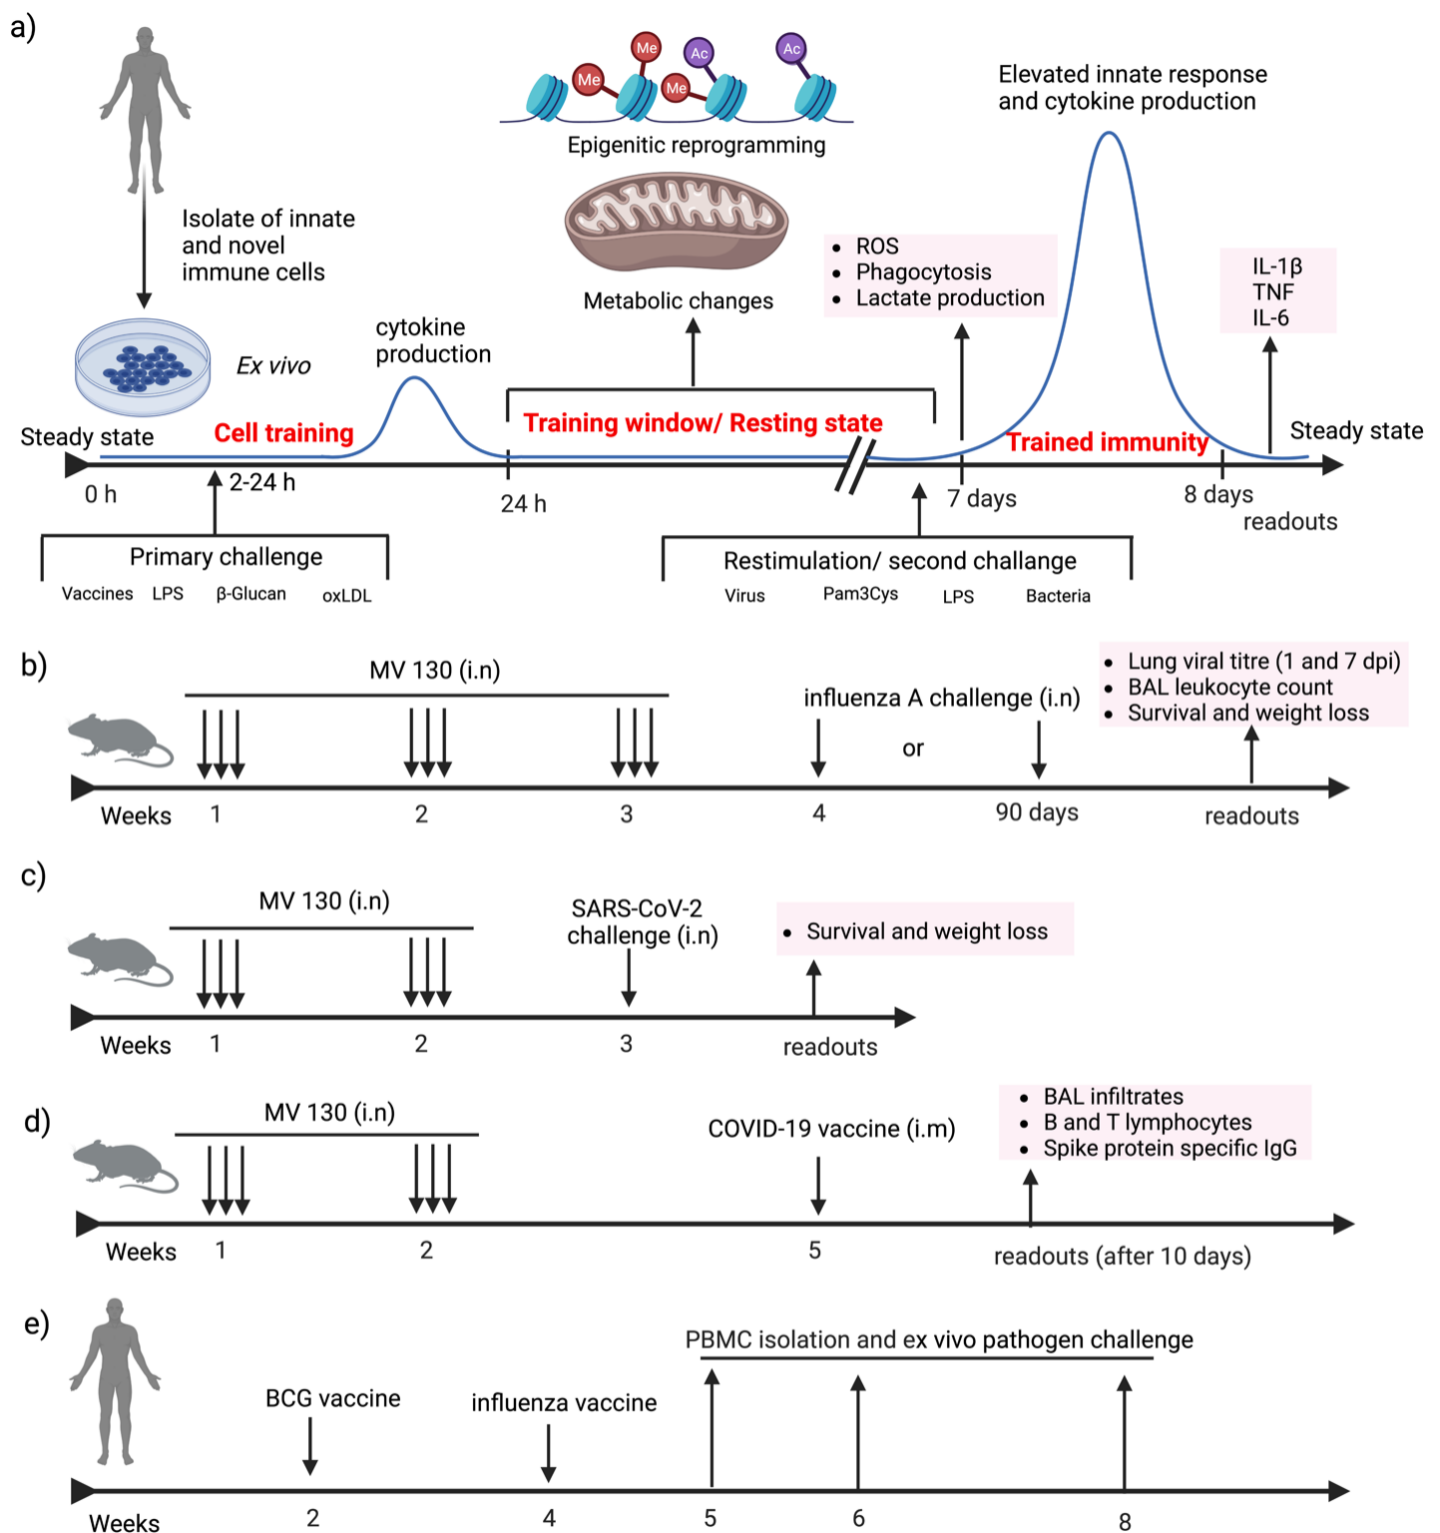 a)
Me
Me
Me
Ac
Ac
Epigenitic reprogramming
Elevated innate response
and cytokine production
Isolate of innate
and novel
immune cells
Metabolic changes
ROS
Phagocytosis
Lactate production
IL-1β
TNF
IL-6
cytokine
production
Ex vivo
Steady state
Cell training
Training window/ Resting state
Trained immunity
Steady state
0 h
2-24 h
24 h
7 days
8 days
readouts
Primary challenge
Vaccines LPS β-Glucan oxLDL
Restimulation/ second challange
Virus Pam3Cys LPS Bacteria
b)
MV 130 (i.n)
influenza A challenge (i.n)
or
Lung viral titre (1 and 7 dpi)
BAL leukocyte count
Survival and weight loss
Weeks 1 2 3 4 90 days readouts
c)
MV 130 (i.n)
SARS-CoV-2
challenge (i.n)
Survival and weight loss
Weeks 1 2 3 readouts
d)
MV 130 (i.n)
COVID-19 vaccine (i.m)
BAL infiltrates
B and T lymphocytes
Spike protein specific IgG
Weeks 1 2 5 readouts (after 10 days)
e)
PBMC isolation and ex vivo pathogen challenge
BCG vaccine
influenza vaccine
Weeks 2 4 5 6 8